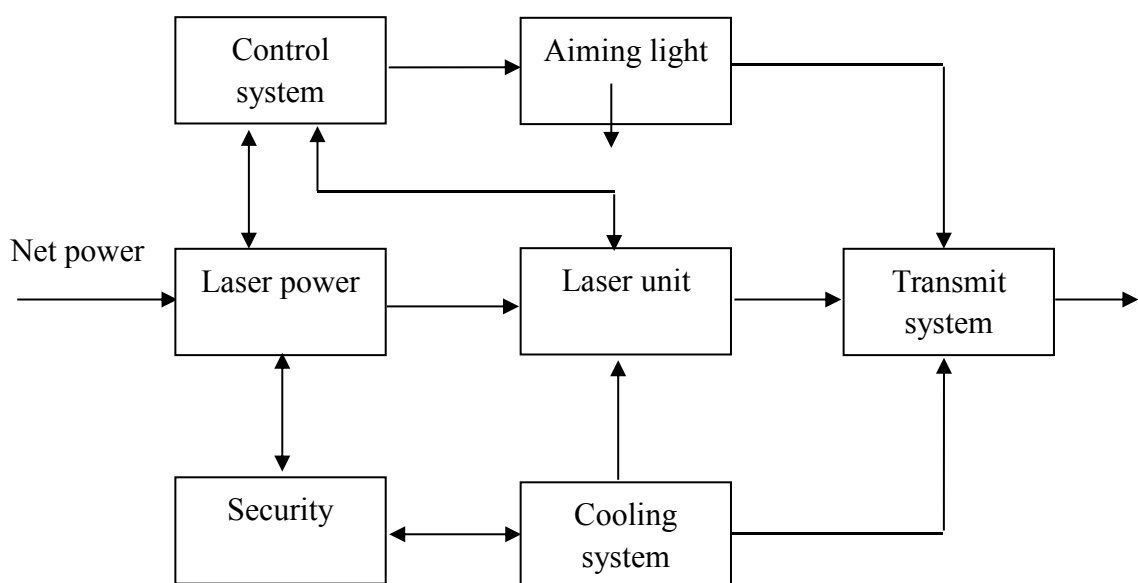 Control
system
Aiming light
Net power
Laser power
Laser unit
Transmit
system
Security
Cooling
system